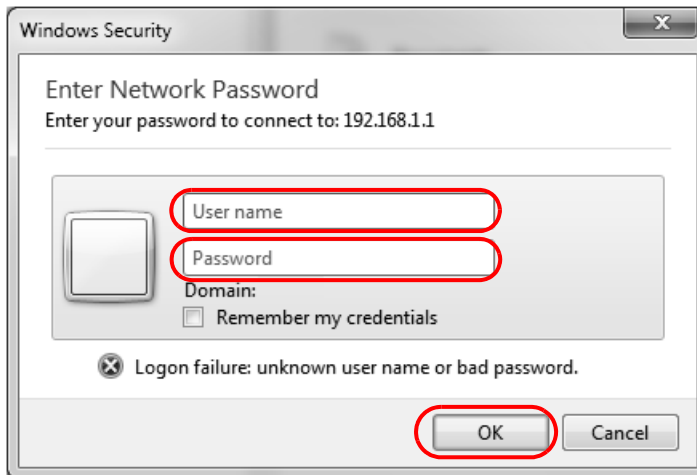 Windows Security
Enter Network Password
Enter your password to connect to: 192.168.1.1
User name
Password
Domain:
Remember my credentials
Logon failure: unknown user name or bad password.
OK Cancel